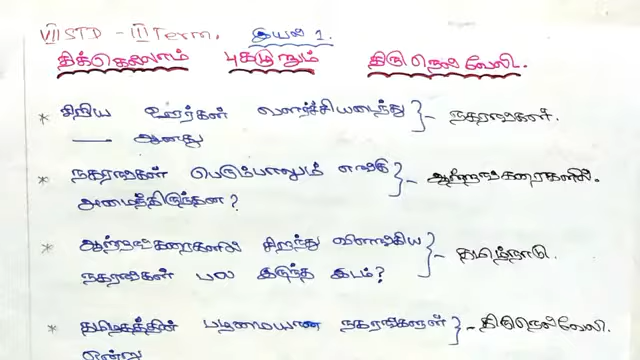 VII STD - III Term. இயல் 1.
திக்கெலாம் புகழுறும் திருநெல்வேலி.
* சிறிய ஊர்கள் வளர்ச்சியடைந்து } - நகரங்கள்.
—— ஆனது
* நகரங்கள் பெரும்பாலும் எங்கு } - ஆற்றங்கரைகளில்.
அமைந்திருந்தன?
* ஆற்றங்கரைகளில் சிறந்து விளங்கிய } - தமிழ்நாடு.
நகரங்கள் பல இருந்த இடம்?
* தமிழகத்தின் பழமையான நகரங்களுள் } - திருநெல்வேலி.
ஒன்று